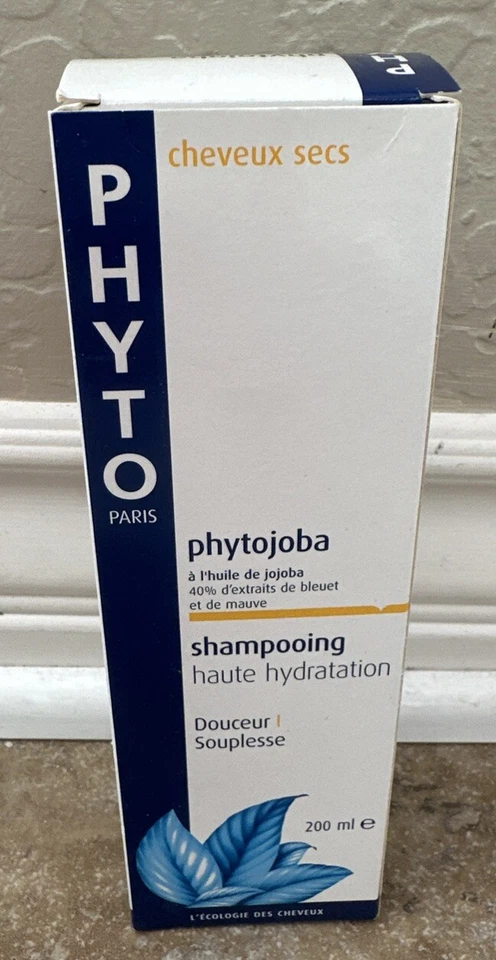 cheveux secs
PHYTO
PARIS
phytojoba
à l'huile de jojoba
40% d'extraits de bleuet
et de mauve
shampooing
haute hydratation
Douceur |
Souplesse
200 ml e
L'ÉCOLOGIE DES CHEVEUX